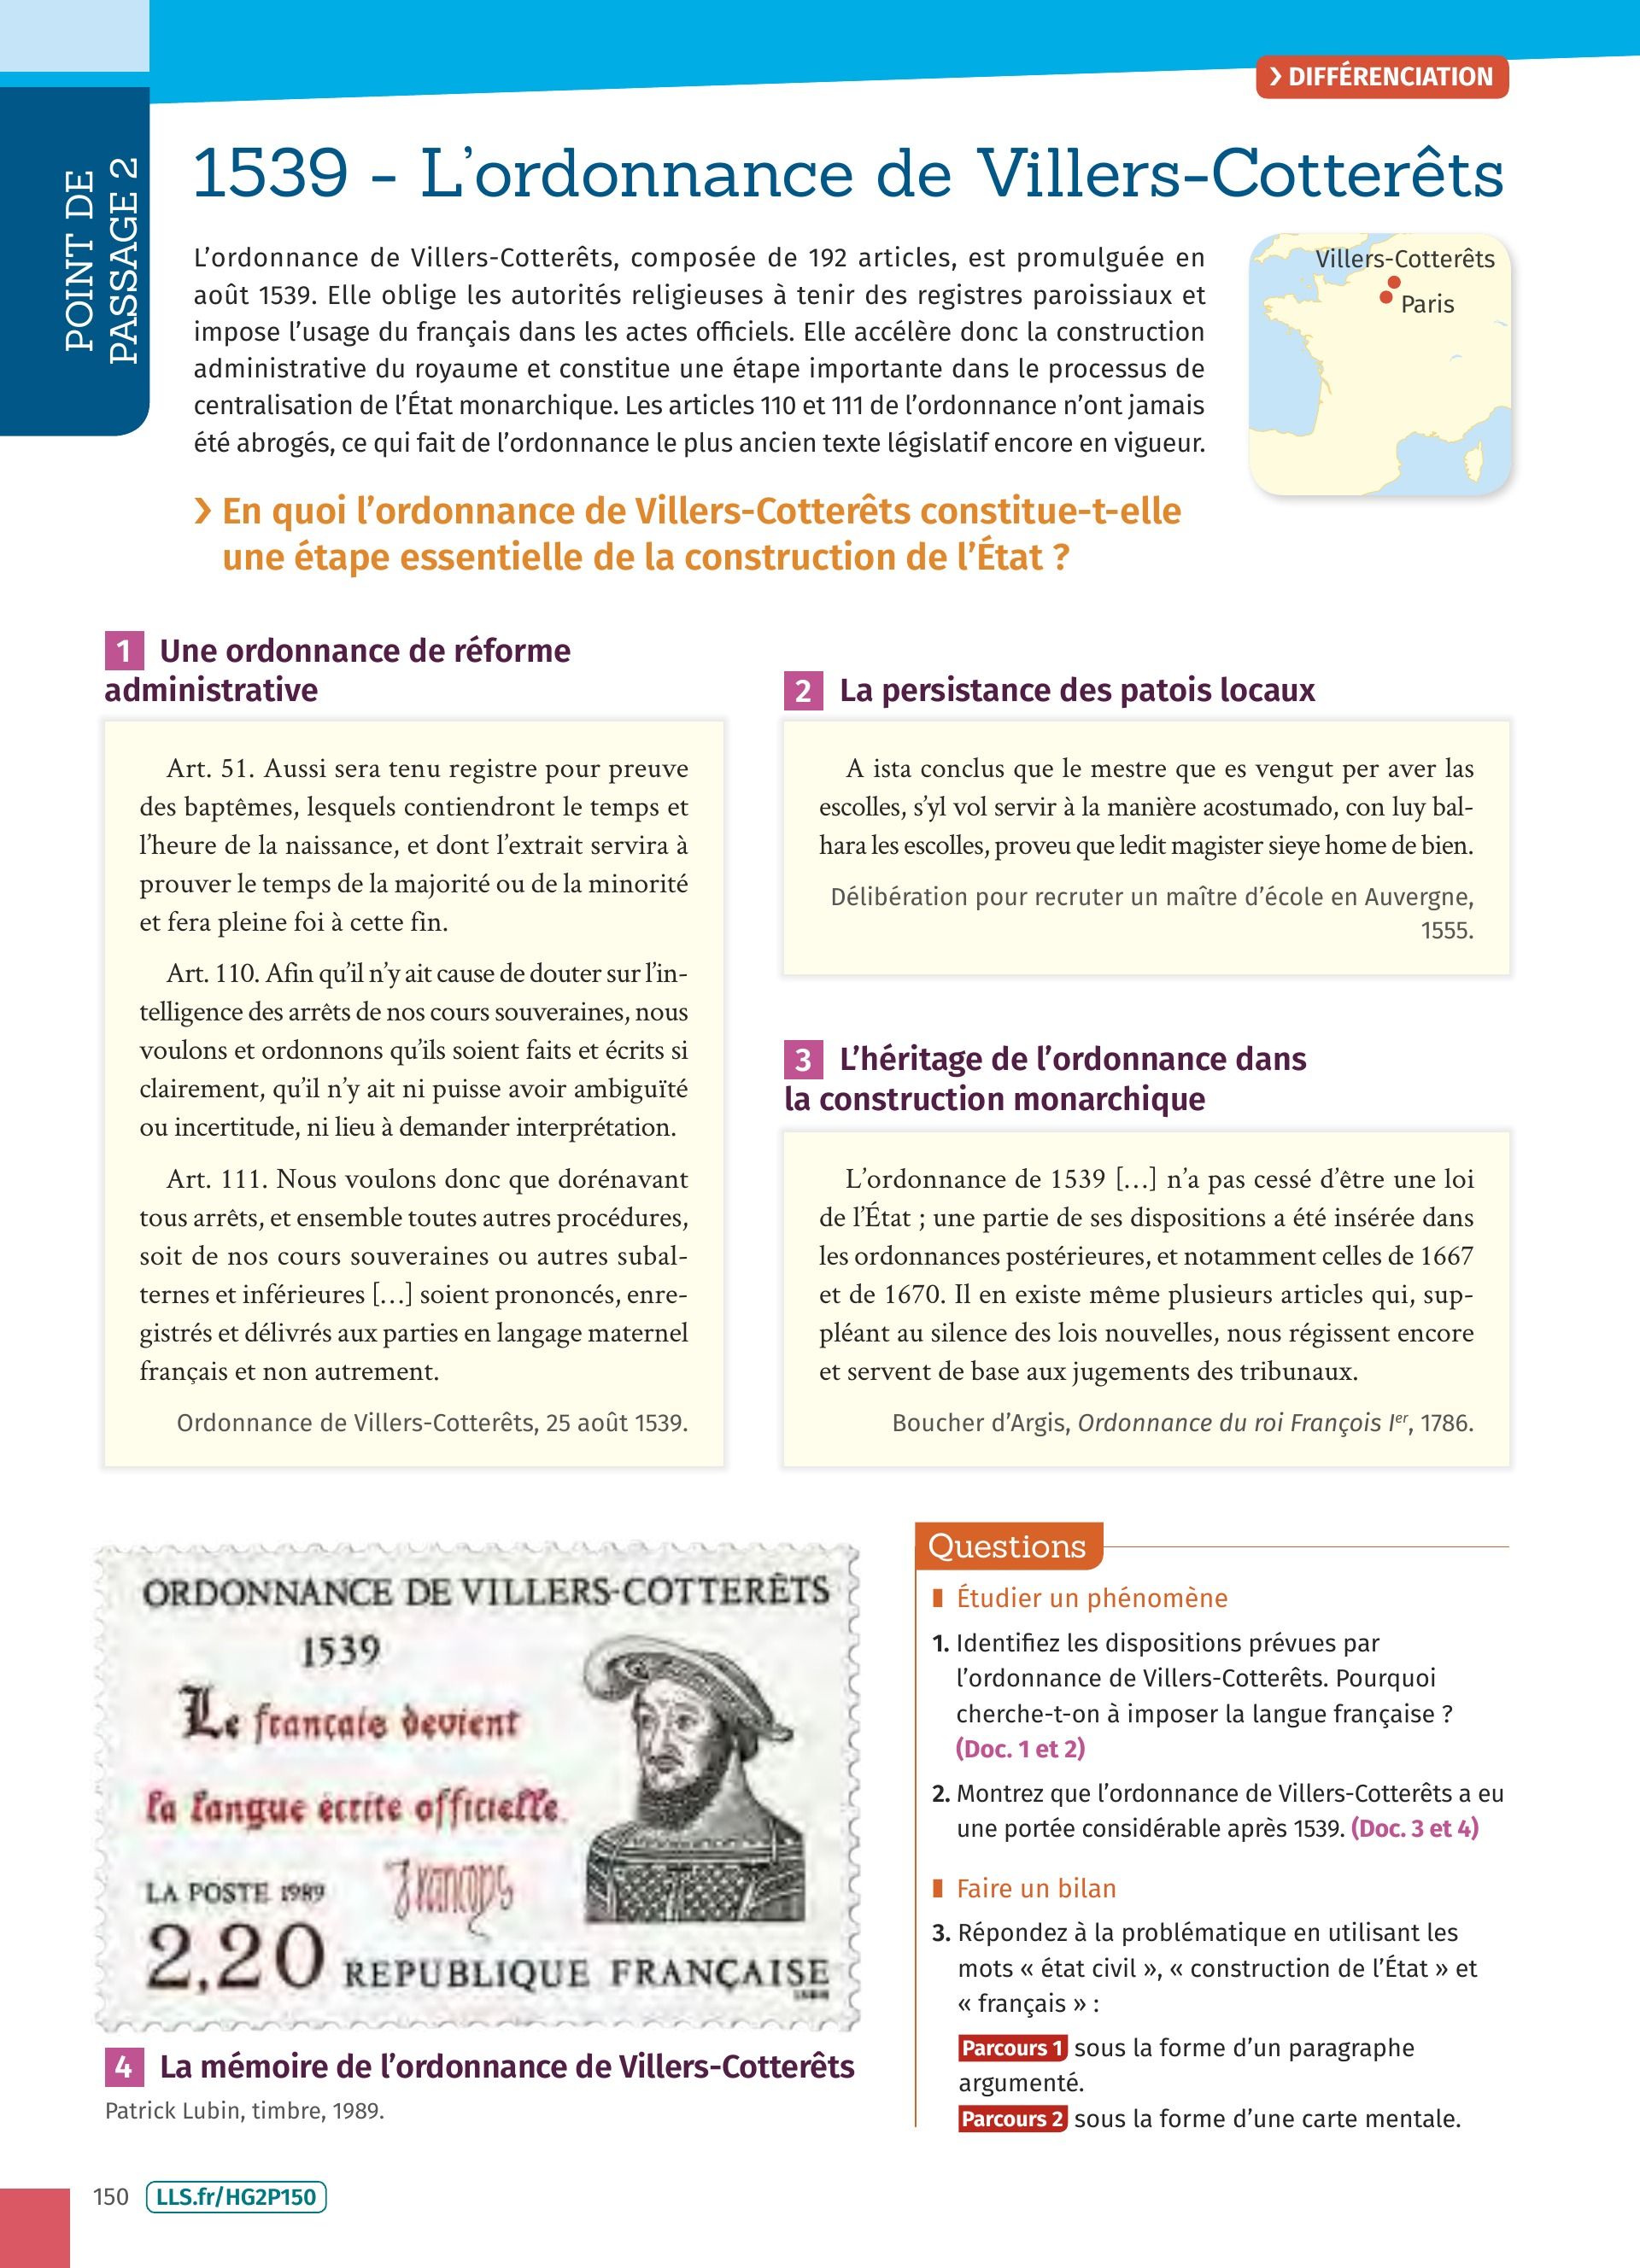 › DIFFÉRENCIATION
POINT DE
PASSAGE 2
1539 - L’ordonnance de Villers-Cotterêts
L’ordonnance de Villers-Cotterêts, composée de 192 articles, est promulguée en
août 1539. Elle oblige les autorités religieuses à tenir des registres paroissiaux et
impose l’usage du français dans les actes officiels. Elle accélère donc la construction
administrative du royaume et constitue une étape importante dans le processus de
centralisation de l’État monarchique. Les articles 110 et 111 de l’ordonnance n’ont jamais
été abrogés, ce qui fait de l’ordonnance le plus ancien texte législatif encore en vigueur.
Villers-Cotterêts
Paris
› En quoi l’ordonnance de Villers-Cotterêts constitue-t-elle
une étape essentielle de la construction de l’État ?
1 Une ordonnance de réforme
administrative
Art. 51. Aussi sera tenu registre pour preuve
des baptêmes, lesquels contiendront le temps et
l’heure de la naissance, et dont l’extrait servira à
prouver le temps de la majorité ou de la minorité
et fera pleine foi à cette fin.
Art. 110. Afin qu’il n’y ait cause de douter sur l’in-
telligence des arrêts de nos cours souveraines, nous
voulons et ordonnons qu’ils soient faits et écrits si
clairement, qu’il n’y ait ni puisse avoir ambiguïté
ou incertitude, ni lieu à demander interprétation.
Art. 111. Nous voulons donc que dorénavant
tous arrêts, et ensemble toutes autres procédures,
soit de nos cours souveraines ou autres subal-
ternes et inférieures […] soient prononcés, enre-
gistrés et délivrés aux parties en langage maternel
français et non autrement.
Ordonnance de Villers-Cotterêts, 25 août 1539.
2 La persistance des patois locaux
A ista conclus que le mestre que es vengut per aver las
escolles, s’yl vol servir à la manière acostumado, con luy bal-
hara les escolles, proveu que ledit magister sieye home de bien.
Délibération pour recruter un maître d’école en Auvergne,
1555.
3 L’héritage de l’ordonnance dans
la construction monarchique
L’ordonnance de 1539 […] n’a pas cessé d’être une loi
de l’État ; une partie de ses dispositions a été insérée dans
les ordonnances postérieures, et notamment celles de 1667
et de 1670. Il en existe même plusieurs articles qui, sup-
pléant au silence des lois nouvelles, nous régissent encore
et servent de base aux jugements des tribunaux.
Boucher d’Argis, Ordonnance du roi François Ier, 1786.
ORDONNANCE DE VILLERS-COTTERÊTS
1539
Le français devient
la langue écrite officielle.
LA POSTE 1989
Françoys
2,20 REPUBLIQUE FRANÇAISE
4 La mémoire de l’ordonnance de Villers-Cotterêts
Patrick Lubin, timbre, 1989.
Questions
Étudier un phénomène
1. Identifiez les dispositions prévues par
l’ordonnance de Villers-Cotterêts. Pourquoi
cherche-t-on à imposer la langue française ?
(Doc. 1 et 2)
2. Montrez que l’ordonnance de Villers-Cotterêts a eu
une portée considérable après 1539. (Doc. 3 et 4)
Faire un bilan
3. Répondez à la problématique en utilisant les
mots « état civil », « construction de l’État » et
« français » :
Parcours 1 sous la forme d’un paragraphe
argumenté.
Parcours 2 sous la forme d’une carte mentale.
150 LLS.fr/HG2P150